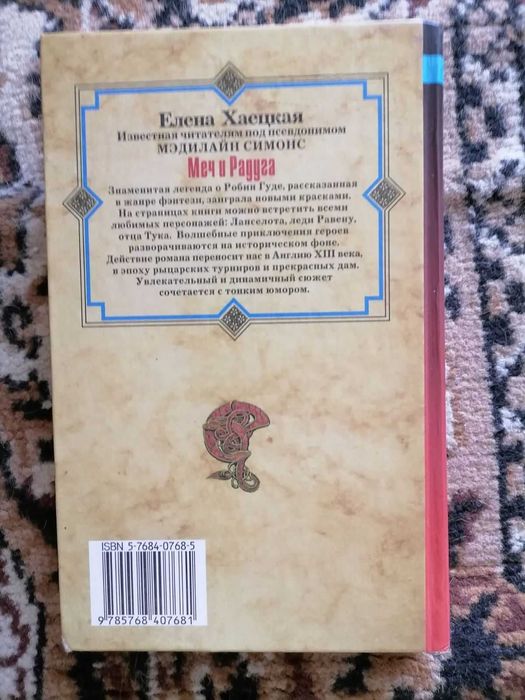 Елена Хаецкая
Известная читателям под псевдонимом
МЭДИЛАЙН СИМОНС
Меч и Радуга
Знаменитая легенда о Робин Гуде, рассказанная
в жанре фэнтези, заиграла новыми красками.
На страницах книги можно встретить всеми
любимых персонажей: Ланселота, леди Равену,
отца Тука. Волшебные приключения героев
разворачиваются на историческом фоне.
Действие романа переносит нас в Англию XIII века,
в эпоху рыцарских турниров и прекрасных дам.
Увлекательный и динамичный сюжет
сочетается с тонким юмором.
ISBN 5-7684-0768-5
9 785768 407681